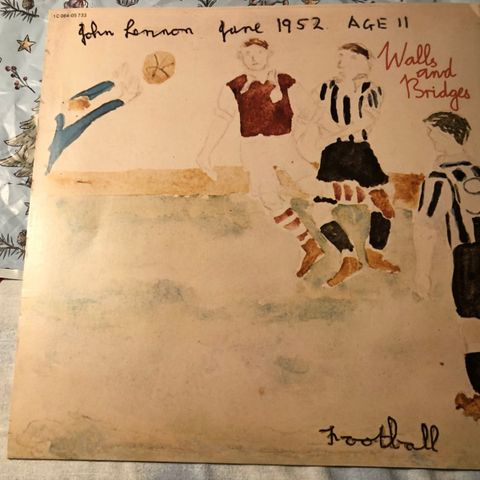 1C 064-05 733
John Lennon June 1952 AGE 11
Walls
and
Bridges
Football